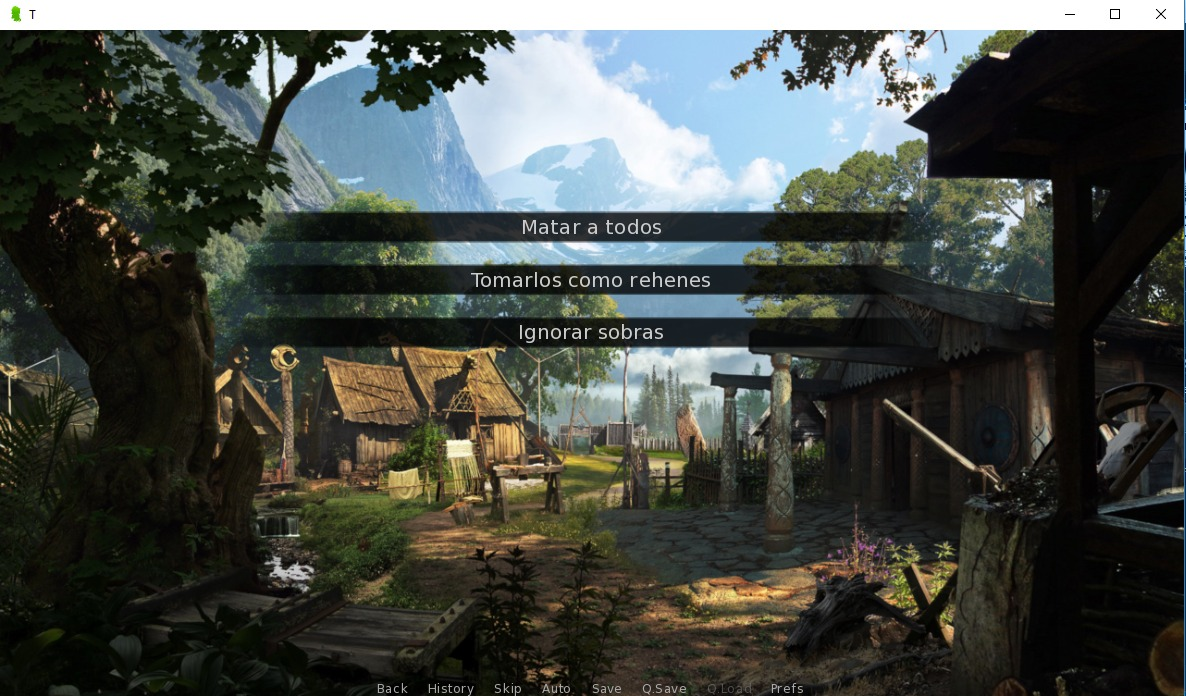 T
Matar a todos
Tomarlos como rehenes
Ignorar sobras
Back History Skip Auto Save Q.Save Q.Load Prefs